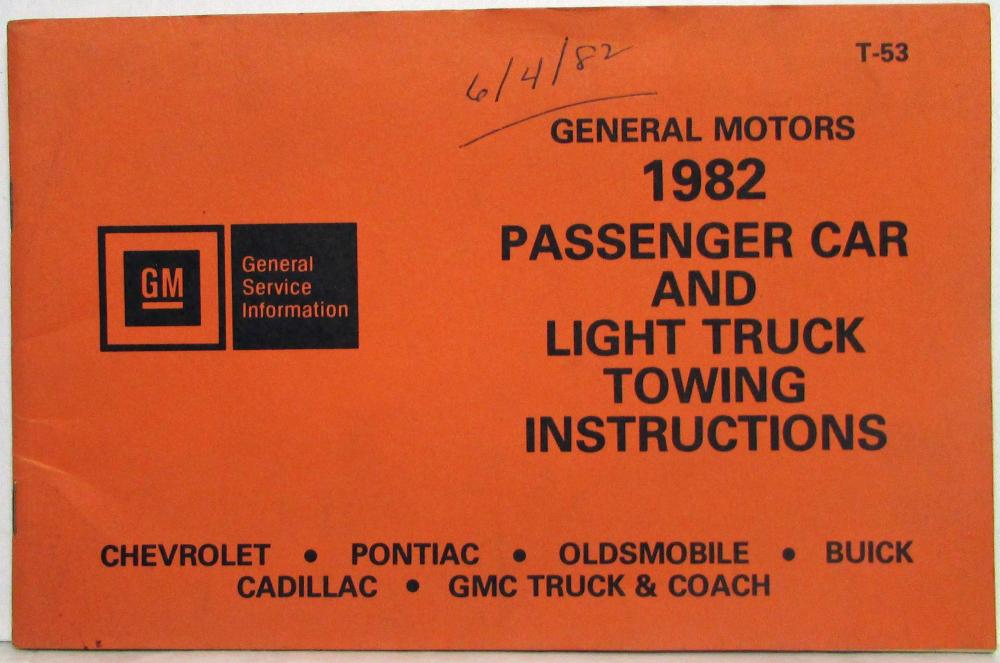 T-53
6/4/82
GENERAL MOTORS
1982
PASSENGER CAR
AND
LIGHT TRUCK
TOWING
INSTRUCTIONS
GM
General
Service
Information
CHEVROLET • PONTIAC • OLDSMOBILE • BUICK
CADILLAC • GMC TRUCK & COACH